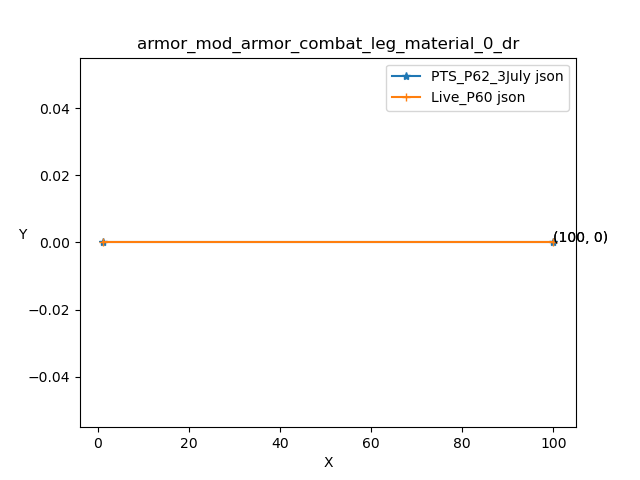 armor_mod_armor_combat_leg_material_0_dr
PTS_P62_3July json
Live_P60 json
0.04
0.02
0.00
−0.02
−0.04
Y
(100, 0)
0 20 40 60 80 100
X